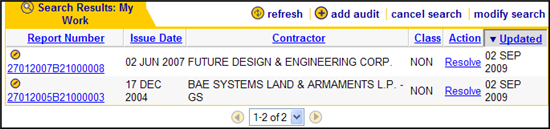 Search Results: My Work
refresh add audit cancel search modify search
Report Number Issue Date Contractor Class Action Updated
27012007B21000008 02 JUN 2007 FUTURE DESIGN & ENGINEERING CORP. NON Resolve 02 SEP 2009
27012005B21000003 17 DEC 2004 BAE SYSTEMS LAND & ARMAMENTS L.P. - GS NON Resolve 02 SEP 2009
1-2 of 2